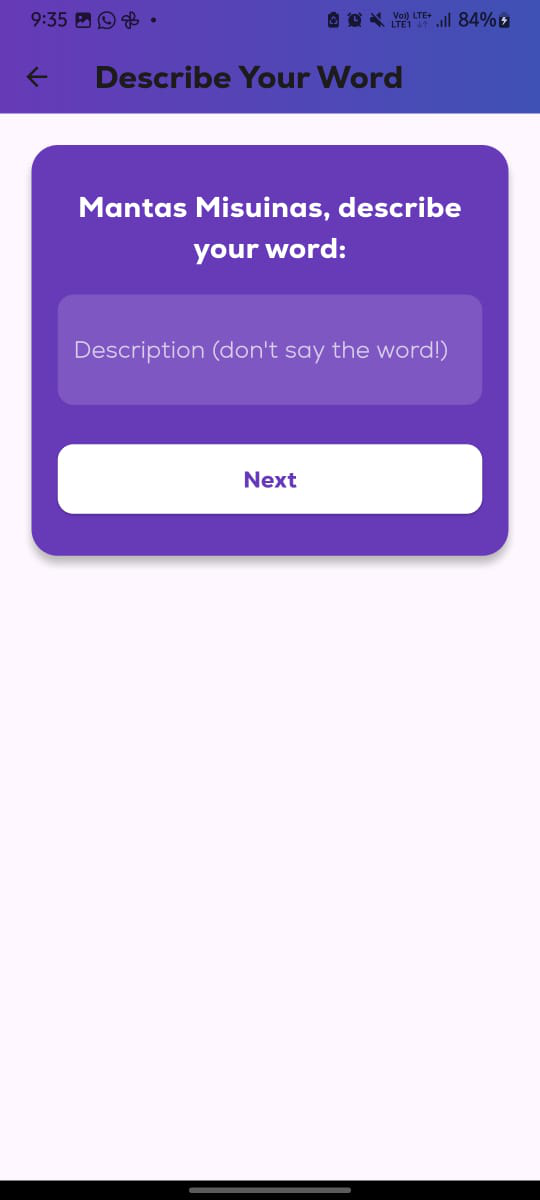 9:35
Vo)) LTE+
LTE1
84%
Describe Your Word
Mantas Misuinas, describe
your word:
Description (don't say the word!)
Next